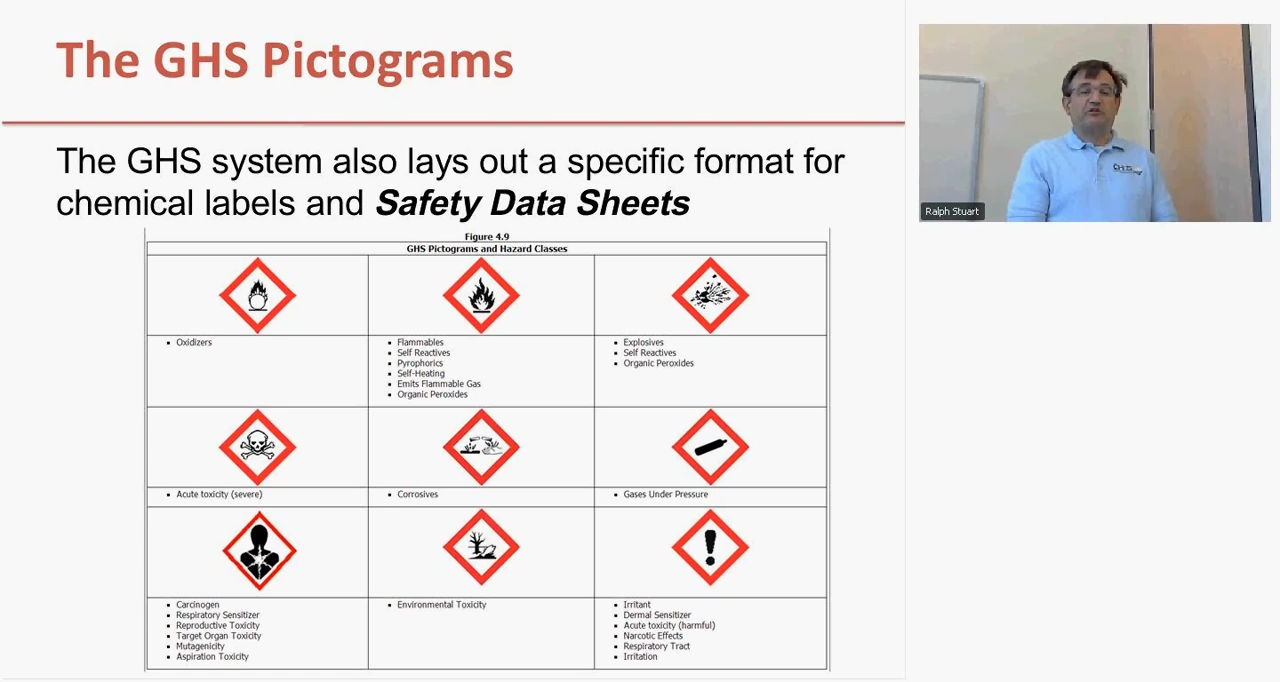 The GHS Pictograms
The GHS system also lays out a specific format for
chemical labels and Safety Data Sheets
Figure 4.9
GHS Pictograms and Hazard Classes
Oxidizers
Flammables
Self Reactives
Pyrophorics
Self-Heating
Emits Flammable Gas
Organic Peroxides
Explosives
Self Reactives
Organic Peroxides
Acute toxicity (severe)
Corrosives
Gases Under Pressure
Carcinogen
Respiratory Sensitizer
Reproductive Toxicity
Target Organ Toxicity
Mutagenicity
Aspiration Toxicity
Environmental Toxicity
Irritant
Dermal Sensitizer
Acute toxicity (harmful)
Narcotic Effects
Respiratory Tract
Irritation
Ralph Stuart